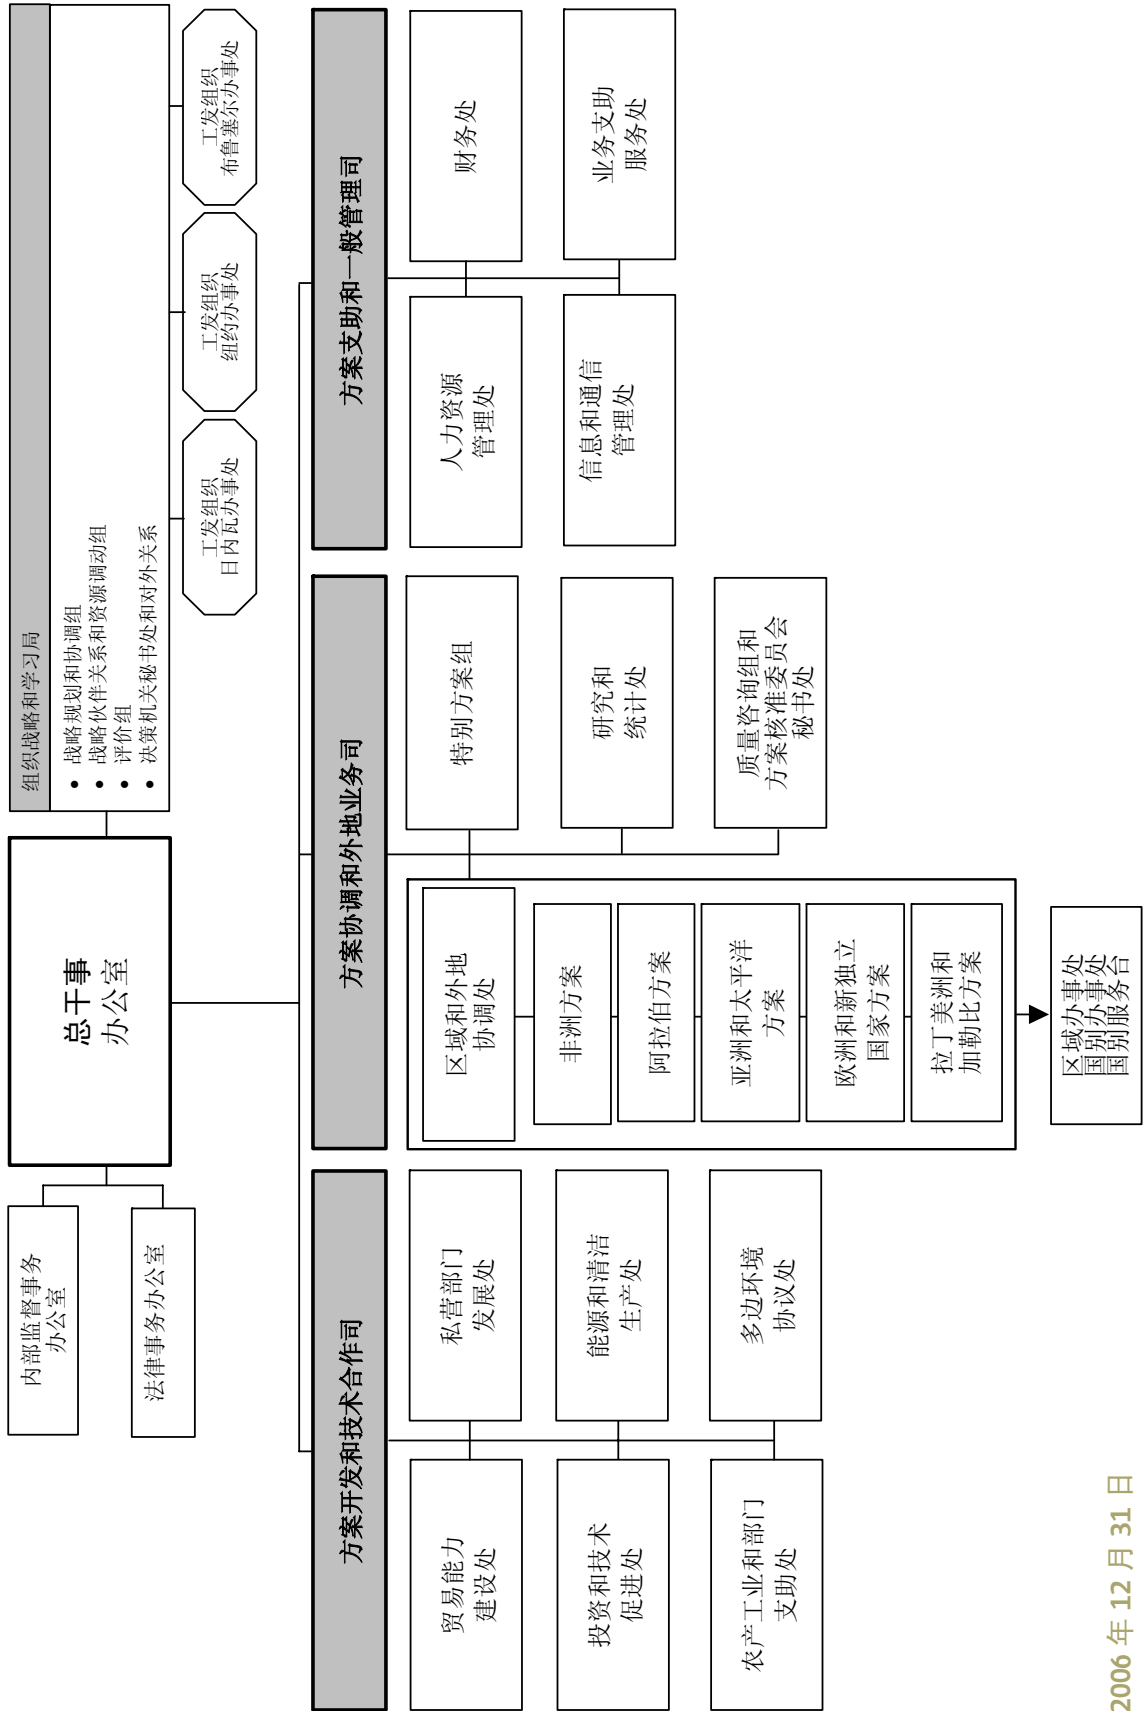 总干事
办公室
内部监督事务
办公室
法律事务办公室
组织战略和学习局
• 战略规划和协调组
• 战略伙伴关系和资源调动组
• 评价组
• 决策机关秘书处和对外关系
工发组织
日内瓦办事处
工发组织
纽约办事处
工发组织
布鲁塞尔办事处
方案开发和技术合作司
贸易能力
建设处
私营部门
发展处
投资和技术
促进处
能源和清洁
生产处
农产工业和部门
支助处
多边环境
协议处
方案协调和外地业务司
区域和外地
协调处
非洲方案
阿拉伯方案
亚洲和太平洋
方案
欧洲和新独立
国家方案
拉丁美洲和
加勒比方案
区域办事处
国别办事处
国别服务台
特别方案组
研究和
统计处
质量咨询组和
方案核准委员会
秘书处
方案支助和一般管理司
人力资源
管理处
财务处
信息和通信
管理处
业务支助
服务处
2006 年 12 月 31 日